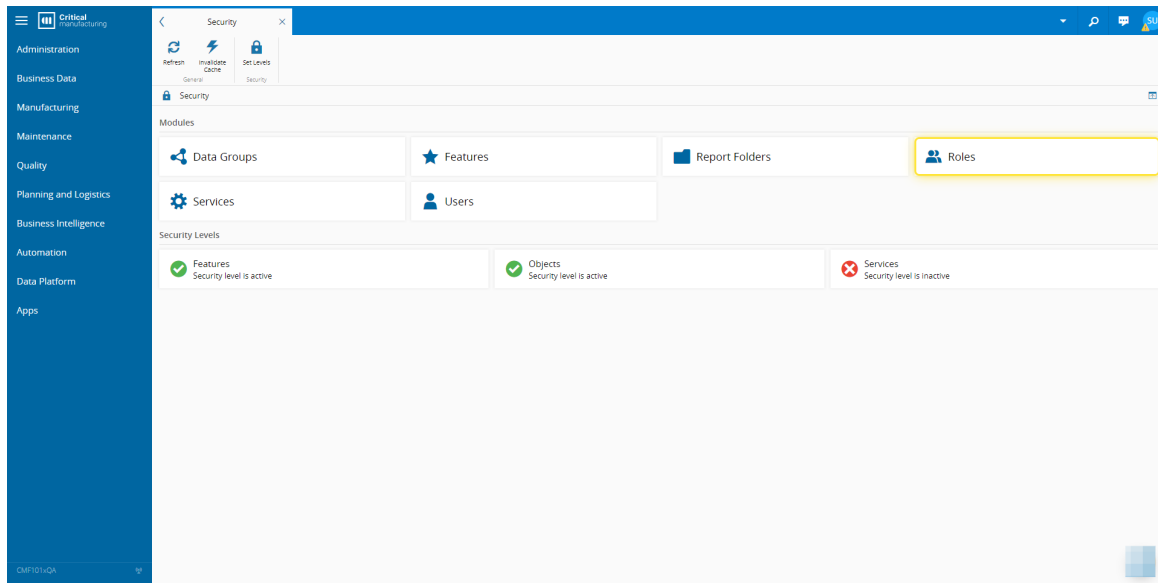 Critical
manufacturing
Security
SU
Administration
Business Data
Manufacturing
Maintenance
Quality
Planning and Logistics
Business Intelligence
Automation
Data Platform
Apps
CMF101xQA
Refresh
Invalidate
Cache
Set Levels
General
Security
Security
Modules
Data Groups
Features
Report Folders
Roles
Services
Users
Security Levels
Features
Security level is active
Objects
Security level is active
Services
Security level is inactive